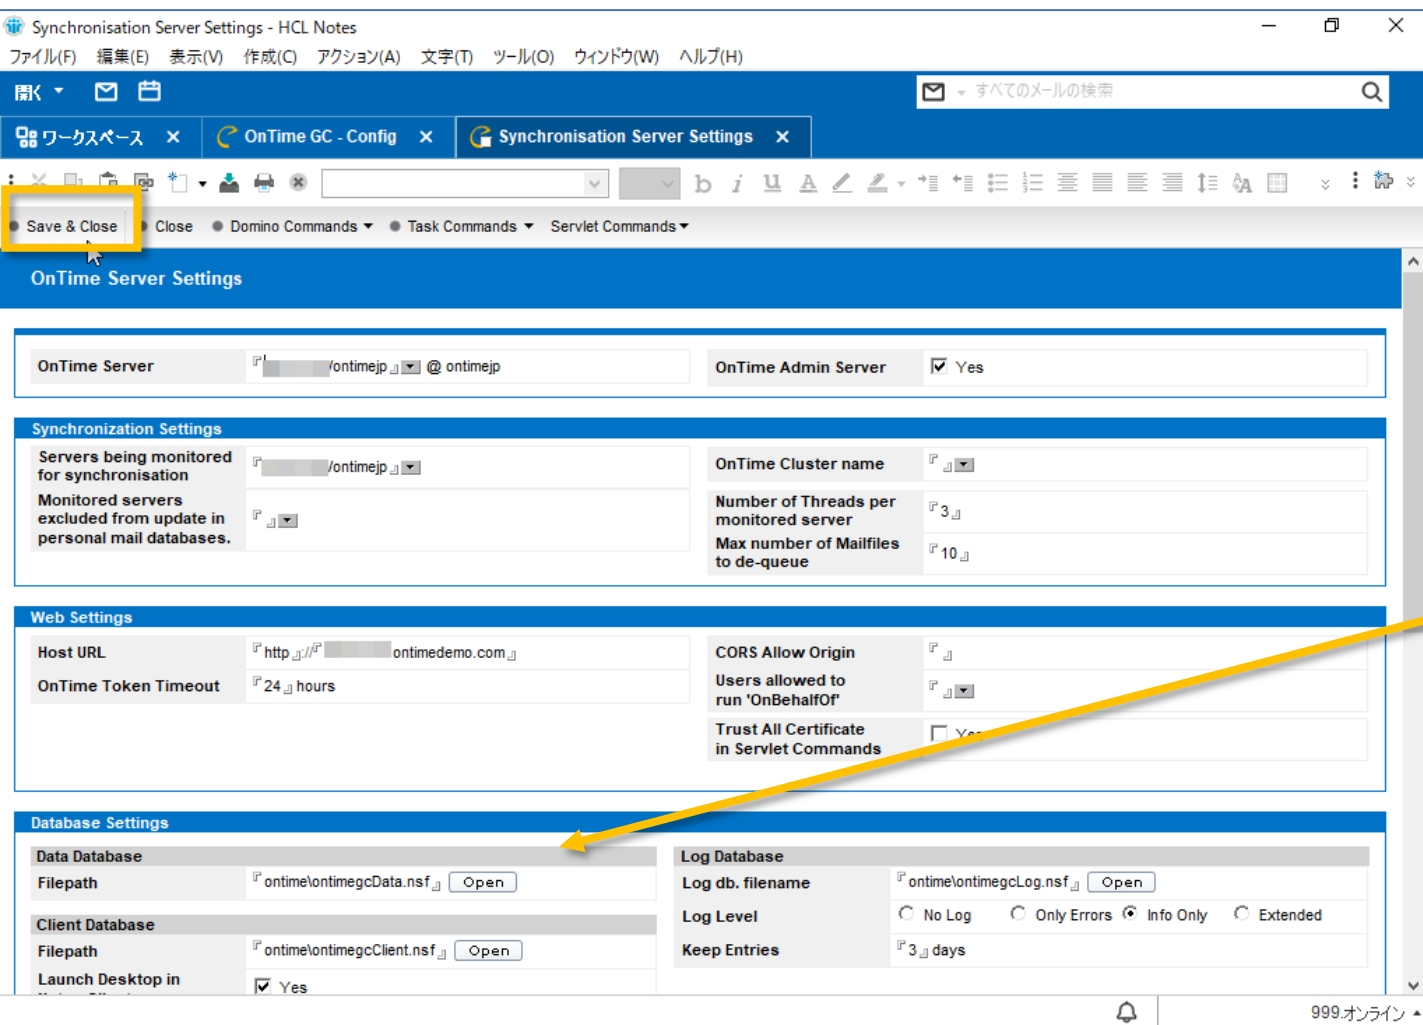 Synchronisation Server Settings - HCL Notes
ファイル(F) 編集(E) 表示(V) 作成(C) アクション(A) 文字(T) ツール(O) ウィンドウ(W) ヘルプ(H)
開く すべてのメールの検索
ワークスペース OnTime GC - Config Synchronisation Server Settings
Save & Close Close Domino Commands Task Commands Servlet Commands
OnTime Server Settings
OnTime Server 『 /ontimejp 』 @ ontimejp OnTime Admin Server Yes
Synchronization Settings
Servers being monitored for synchronisation 『 /ontimejp 』 OnTime Cluster name 『 』
Monitored servers excluded from update in personal mail databases. 『 』 Number of Threads per monitored server 『 3 』
Max number of Mailfiles to de-queue 『 10 』
Web Settings
Host URL 『 http 』://『 ontimedemo.com 』 CORS Allow Origin 『 』
OnTime Token Timeout 『 24 』 hours Users allowed to run 'OnBehalfOf' 『 』
Trust All Certificate in Servlet Commands
Database Settings
Data Database Log Database
Filepath 『 ontime\ontimegcData.nsf 』 Open Log db. filename 『 ontime\ontimegcLog.nsf 』 Open
Log Level No Log Only Errors Info Only Extended
Client Database
Filepath 『 ontime\ontimegcClient.nsf 』 Open Keep Entries 『 3 』 days
Launch Desktop in Yes
999.オンライン